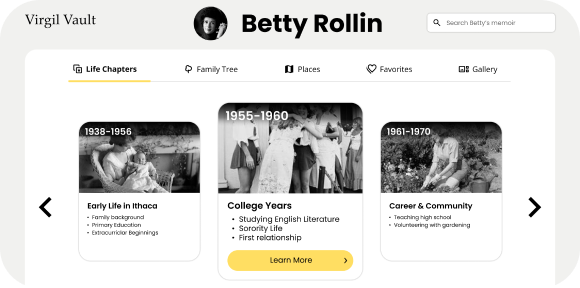 Virgil Vault
Betty Rollin
Search Betty's memoir
Life Chapters
Family Tree
Places
Favorites
Gallery
1938-1956
Early Life in Ithaca
• Family background
• Primary Education
• Extracurricular Beginnings
1955-1960
College Years
• Studying English Literature
• Sorority Life
• First relationship
Learn More
1961-1970
Career & Community
• Teaching high school
• Volunteering with gardening